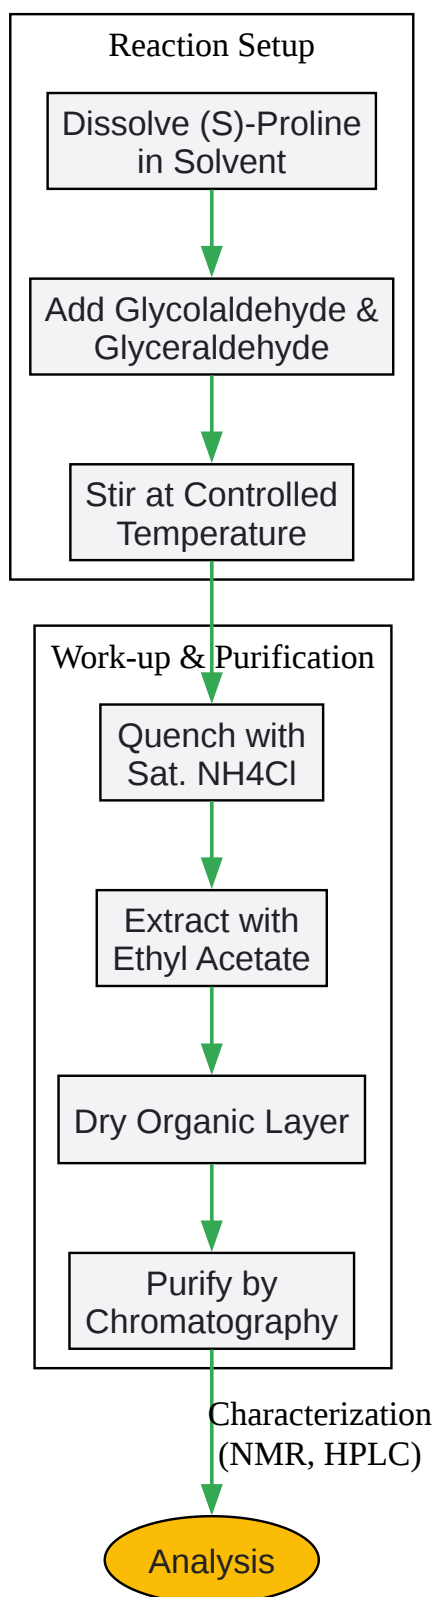 Reaction Setup
Dissolve (S)-Proline
in Solvent
Add Glycolaldehyde &
Glyceraldehyde
Stir at Controlled
Temperature
Work-up & Purification
Quench with
Sat. NH4Cl
Extract with
Ethyl Acetate
Dry Organic Layer
Purify by
Chromatography
Characterization
(NMR, HPLC)
Analysis